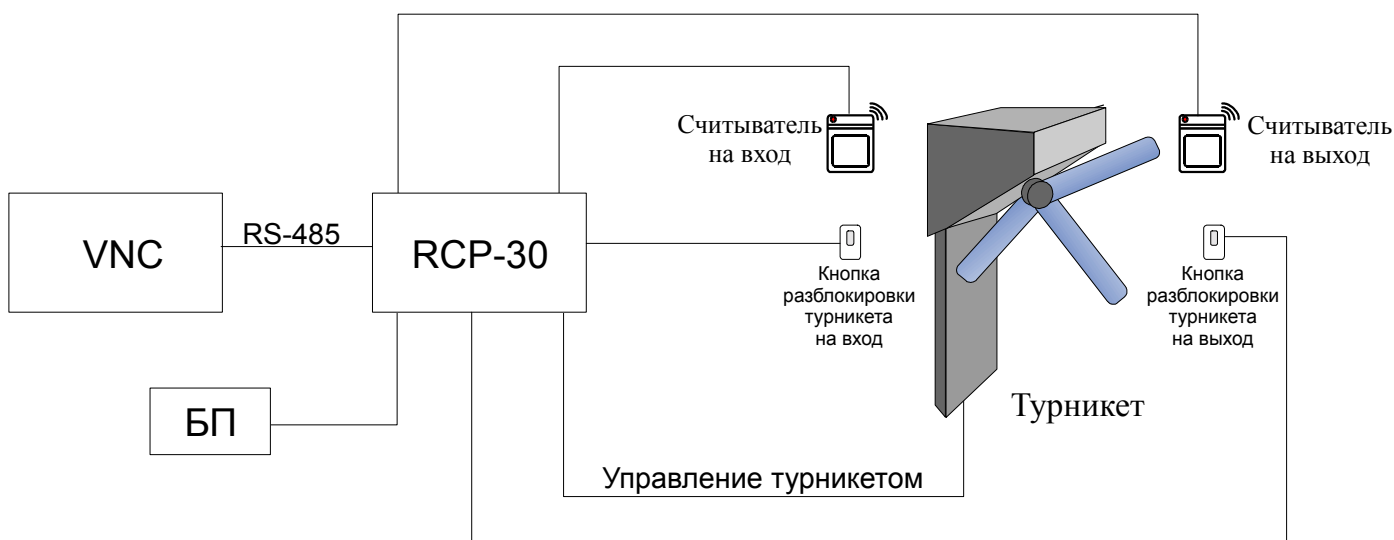 Считыватель
на вход
Считыватель
на выход
VNC
RS-485
RCP-30
Кнопка
разблокировки
турникета
на вход
Кнопка
разблокировки
турникета
на выход
БП
Турникет
Управление турникетом